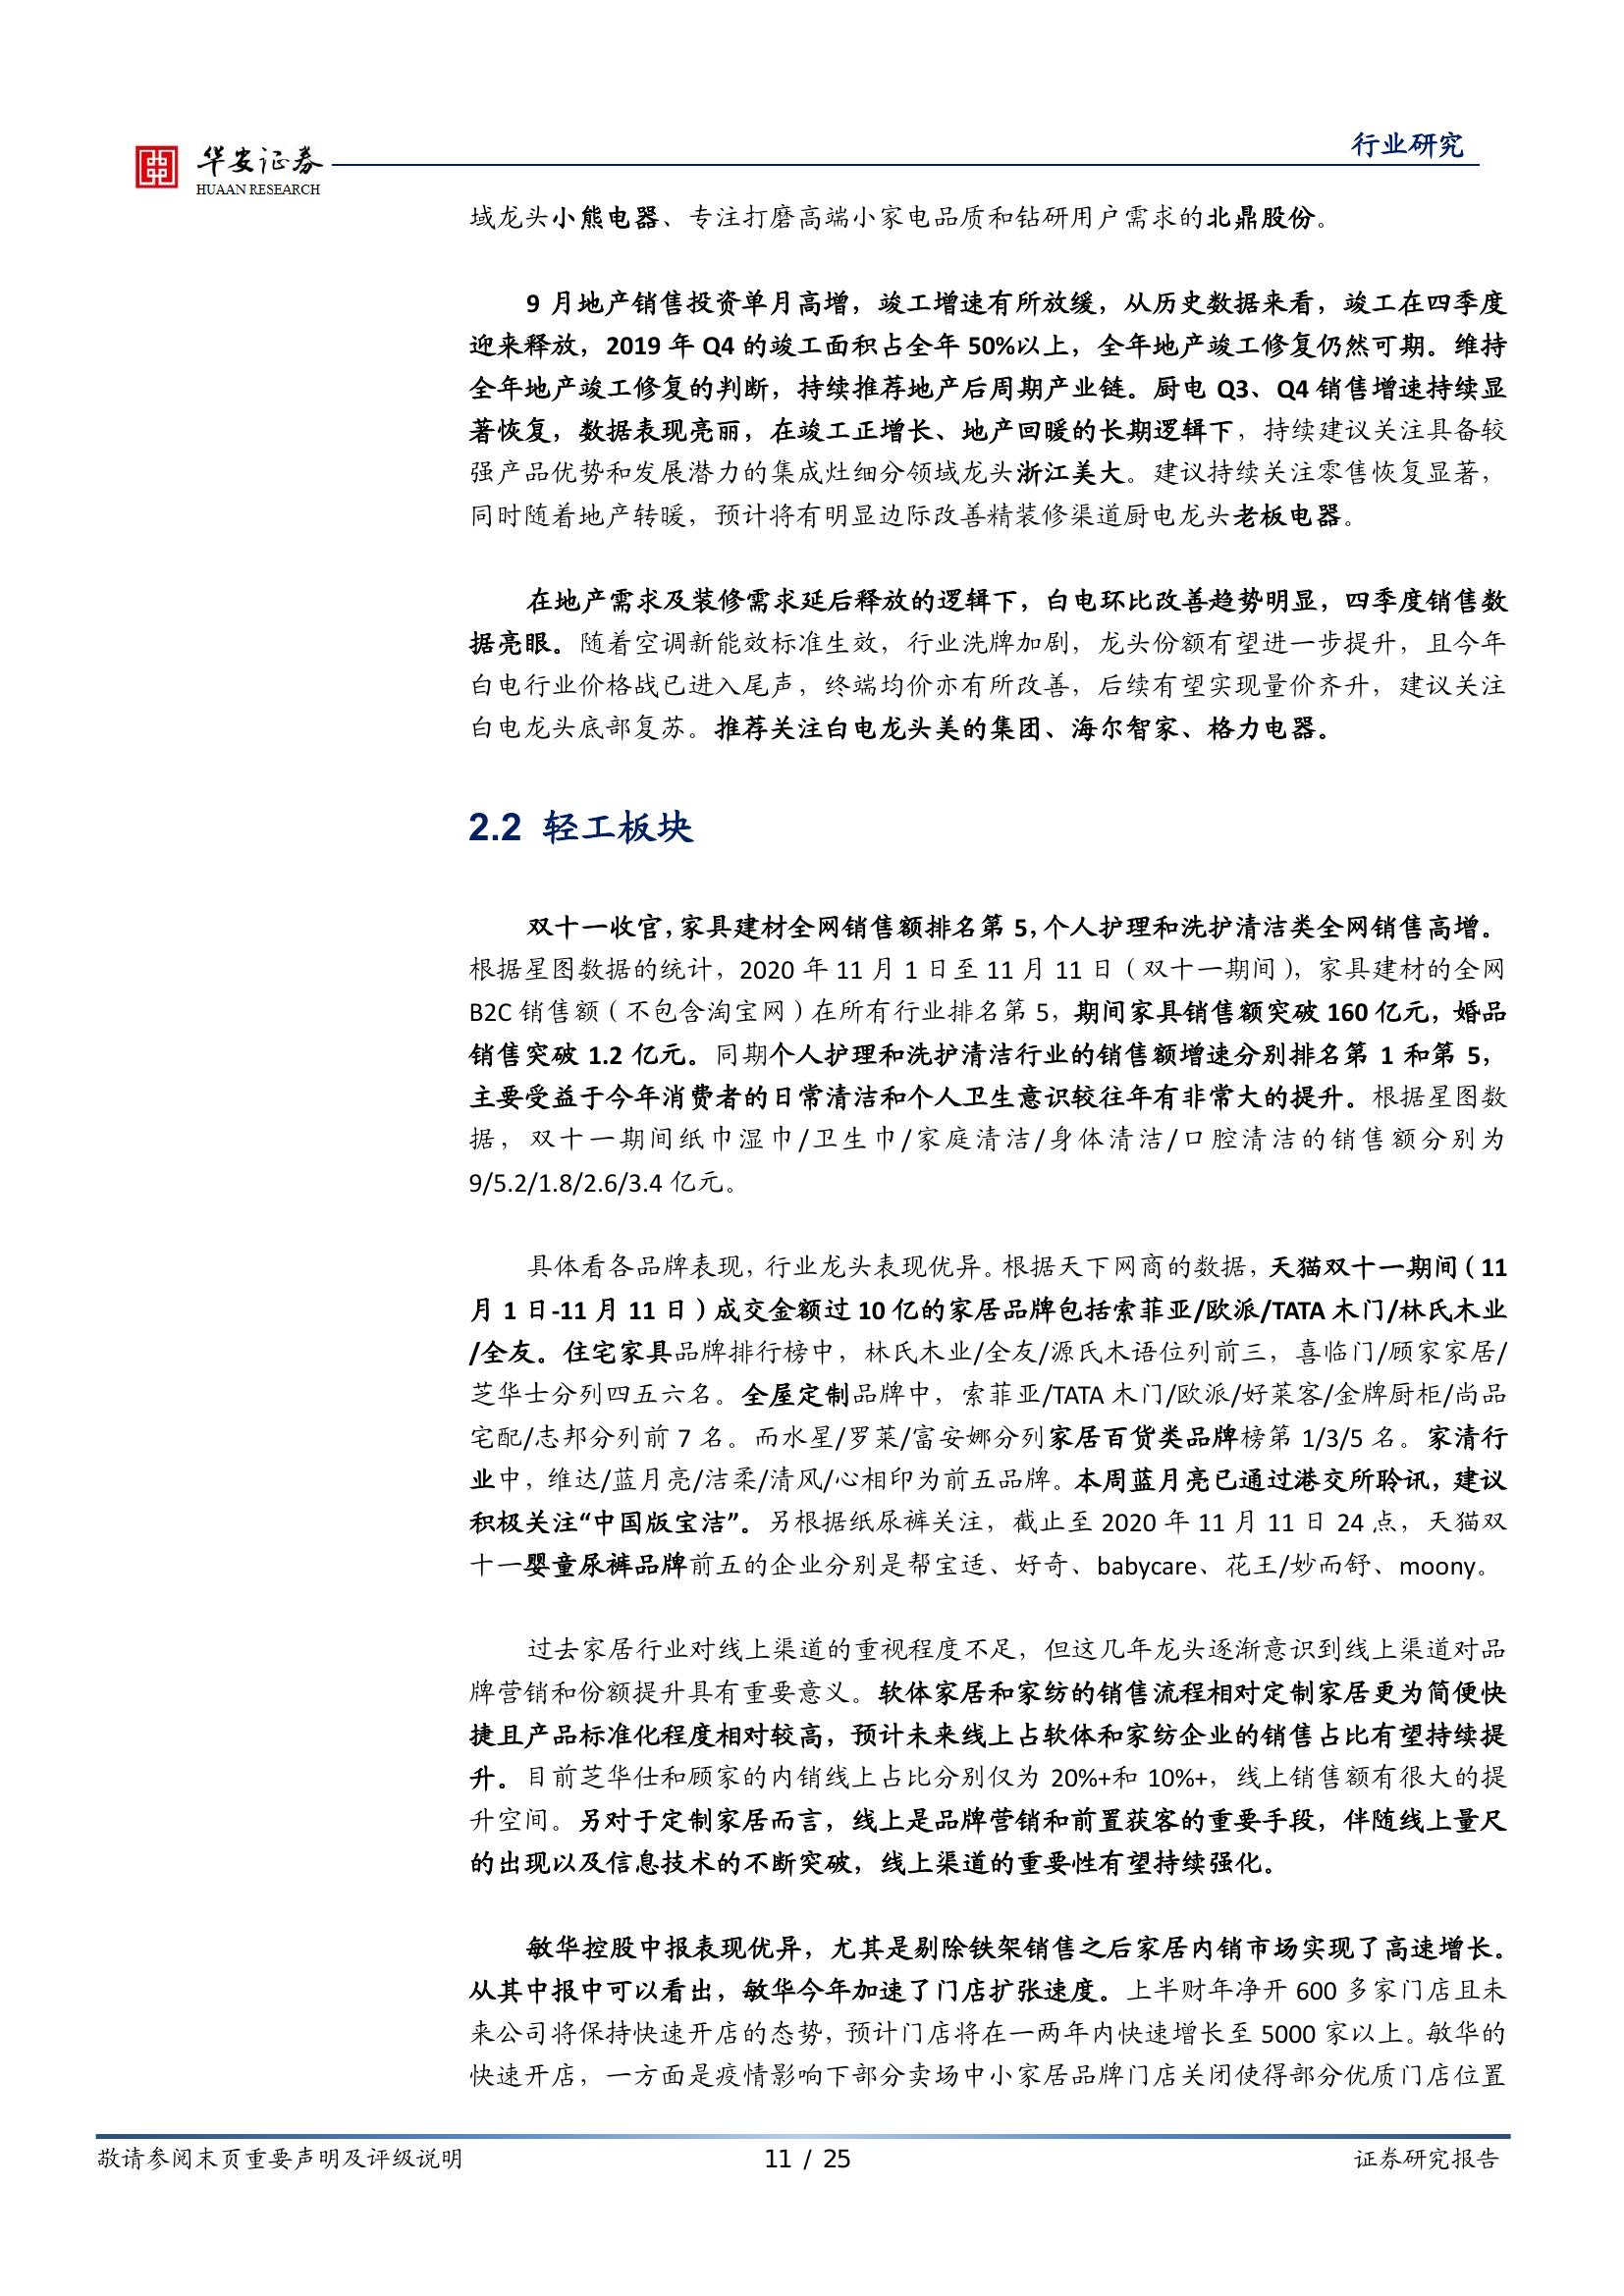 华安证券
HUAAN RESEARCH
行业研究
域龙头小熊电器、专注打磨高端小家电品质和钻研用户需求的北鼎股份。
9 月地产销售投资单月高增，竣工增速有所放缓，从历史数据来看，竣工在四季度
迎来释放，2019 年 Q4 的竣工面积占全年 50%以上，全年地产竣工修复仍然可期。维持
全年地产竣工修复的判断，持续推荐地产后周期产业链。厨电 Q3、Q4 销售增速持续显
著恢复，数据表现亮丽，在竣工正增长、地产回暖的长期逻辑下，持续建议关注具备较
强产品优势和发展潜力的集成灶细分领域龙头浙江美大。建议持续关注零售恢复显著，
同时随着地产转暖，预计将有明显边际改善精装修渠道厨电龙头老板电器。
在地产需求及装修需求延后释放的逻辑下，白电环比改善趋势明显，四季度销售数
据亮眼。随着空调新能效标准生效，行业洗牌加剧，龙头份额有望进一步提升，且今年
白电行业价格战已进入尾声，终端均价亦有所改善，后续有望实现量价齐升，建议关注
白电龙头底部复苏。推荐关注白电龙头美的集团、海尔智家、格力电器。
2.2 轻工板块
双十一收官，家具建材全网销售额排名第 5，个人护理和洗护清洁类全网销售高增。
根据星图数据的统计，2020 年 11 月 1 日至 11 月 11 日（双十一期间），家具建材的全网
B2C 销售额（不包含淘宝网）在所有行业排名第 5，期间家具销售额突破 160 亿元，婚品
销售突破 1.2 亿元。同期个人护理和洗护清洁行业的销售额增速分别排名第 1 和第 5，
主要受益于今年消费者的日常清洁和个人卫生意识较往年有非常大的提升。根据星图数
据，双十一期间纸巾湿巾/卫生巾/家庭清洁/身体清洁/口腔清洁的销售额分别为
9/5.2/1.8/2.6/3.4 亿元。
具体看各品牌表现，行业龙头表现优异。根据天下网商的数据，天猫双十一期间（11
月 1 日-11 月 11 日）成交金额过 10 亿的家居品牌包括索菲亚/欧派/TATA 木门/林氏木业
/全友。住宅家具品牌排行榜中，林氏木业/全友/源氏木语位列前三，喜临门/顾家家居/
芝华士分列四五六名。全屋定制品牌中，索菲亚/TATA 木门/欧派/好莱客/金牌厨柜/尚品
宅配/志邦分列前 7 名。而水星/罗莱/富安娜分列家居百货类品牌榜第 1/3/5 名。家清行
业中，维达/蓝月亮/洁柔/清风/心相印为前五品牌。本周蓝月亮已通过港交所聆讯，建议
积极关注“中国版宝洁”。另根据纸尿裤关注，截止至 2020 年 11 月 11 日 24 点，天猫双
十一婴童尿裤品牌前五的企业分别是帮宝适、好奇、babycare、花王/妙而舒、moony。
过去家居行业对线上渠道的重视程度不足，但这几年龙头逐渐意识到线上渠道对品
牌营销和份额提升具有重要意义。软体家居和家纺的销售流程相对定制家居更为简便快
捷且产品标准化程度相对较高，预计未来线上占软体和家纺企业的销售占比有望持续提
升。目前芝华仕和顾家的内销线上占比分别仅为 20%+和 10%+，线上销售额有很大的提
升空间。另对于定制家居而言，线上是品牌营销和前置获客的重要手段，伴随线上量尺
的出现以及信息技术的不断突破，线上渠道的重要性有望持续强化。
敏华控股中报表现优异，尤其是剔除铁架销售之后家居内销市场实现了高速增长。
从其中报中可以看出，敏华今年加速了门店扩张速度。上半财年净开 600 多家门店且未
来公司将保持快速开店的态势，预计门店将在一两年内快速增长至 5000 家以上。敏华的
快速开店，一方面是疫情影响下部分卖场中小家居品牌门店关闭使得部分优质门店位置
敬请参阅末页重要声明及评级说明
11 / 25
证券研究报告